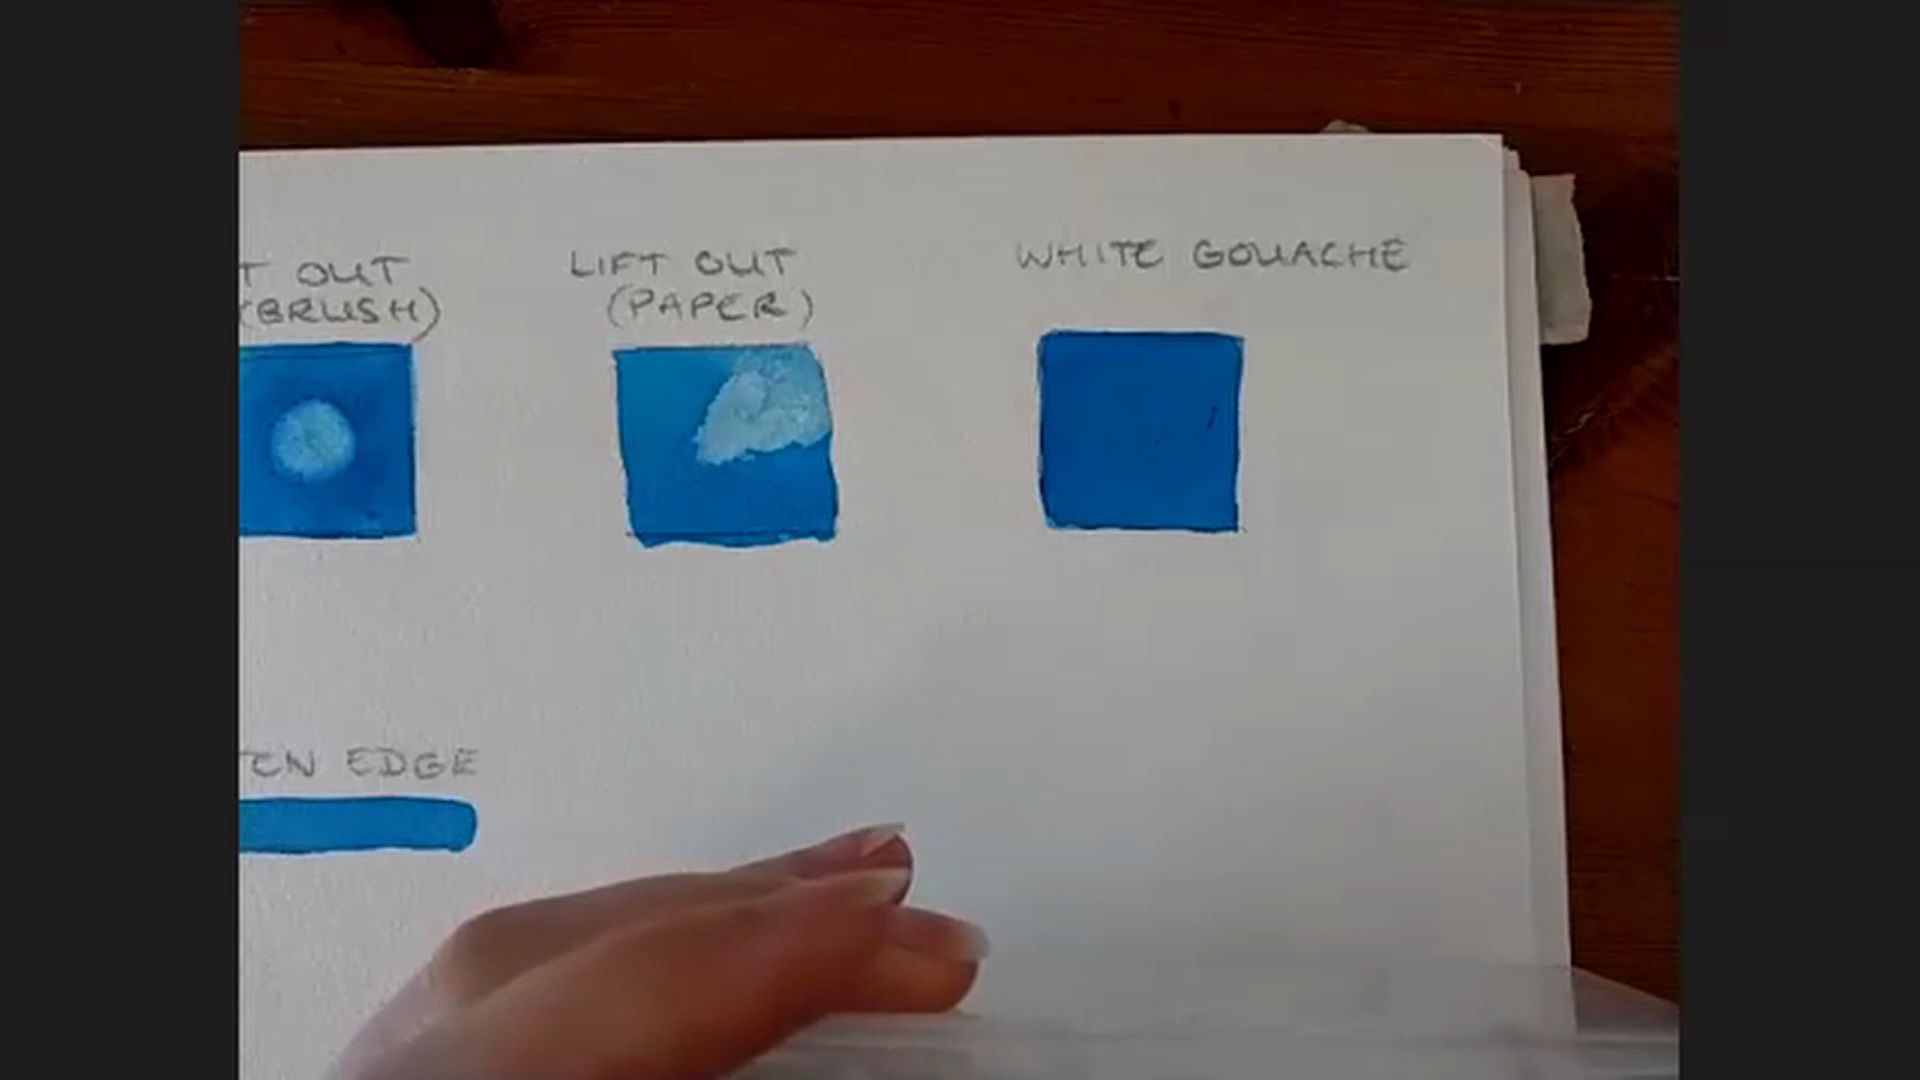 T OUT
(BRUSH)
LIFT OUT
(PAPER)
WHITE GOUACHE
EDGE